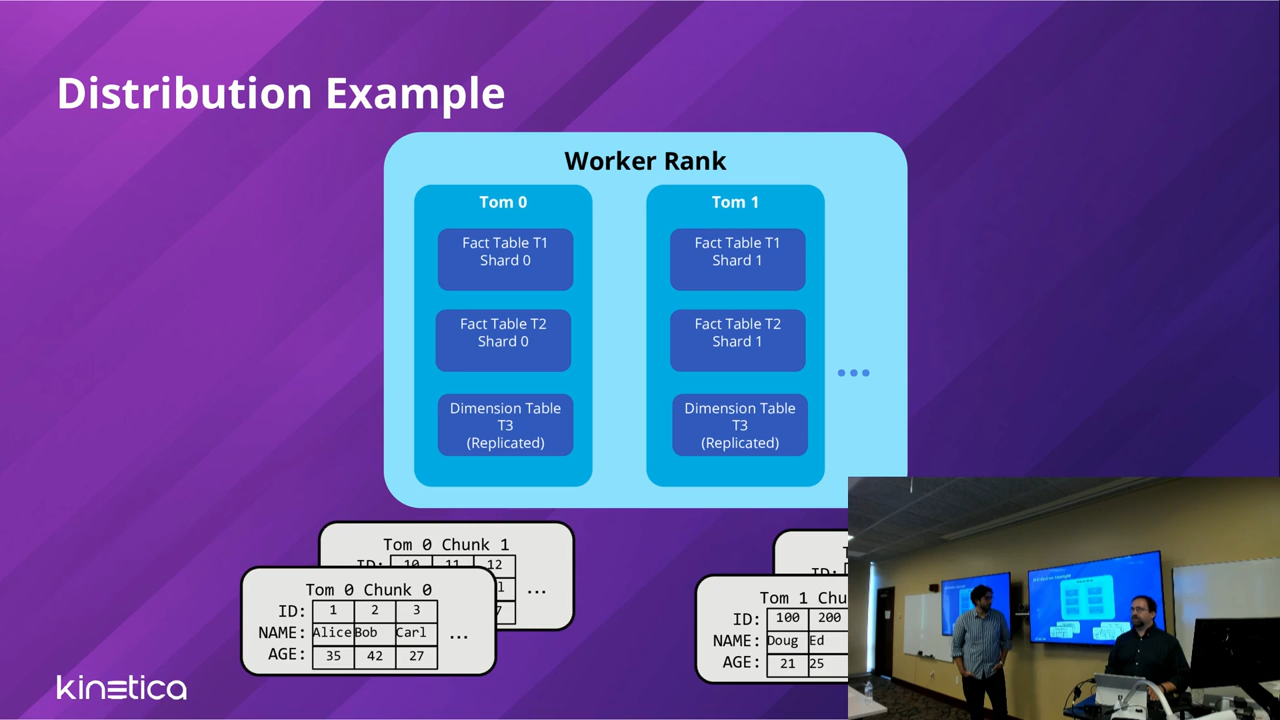 Distribution Example
Worker Rank
Tom 0
Fact Table T1
Shard 0
Fact Table T2
Shard 0
Dimension Table
T3
(Replicated)
Tom 1
Fact Table T1
Shard 1
Fact Table T2
Shard 1
Dimension Table
T3
(Replicated)
...
Tom 0 Chunk 1
10 11 12
...
Tom 0 Chunk 0
ID: 1 2 3
NAME: Alice Bob Carl
AGE: 35 42 27
...
Tom 1 Chu
ID: 100 200
NAME: Doug Ed
AGE: 21 25
kinetica